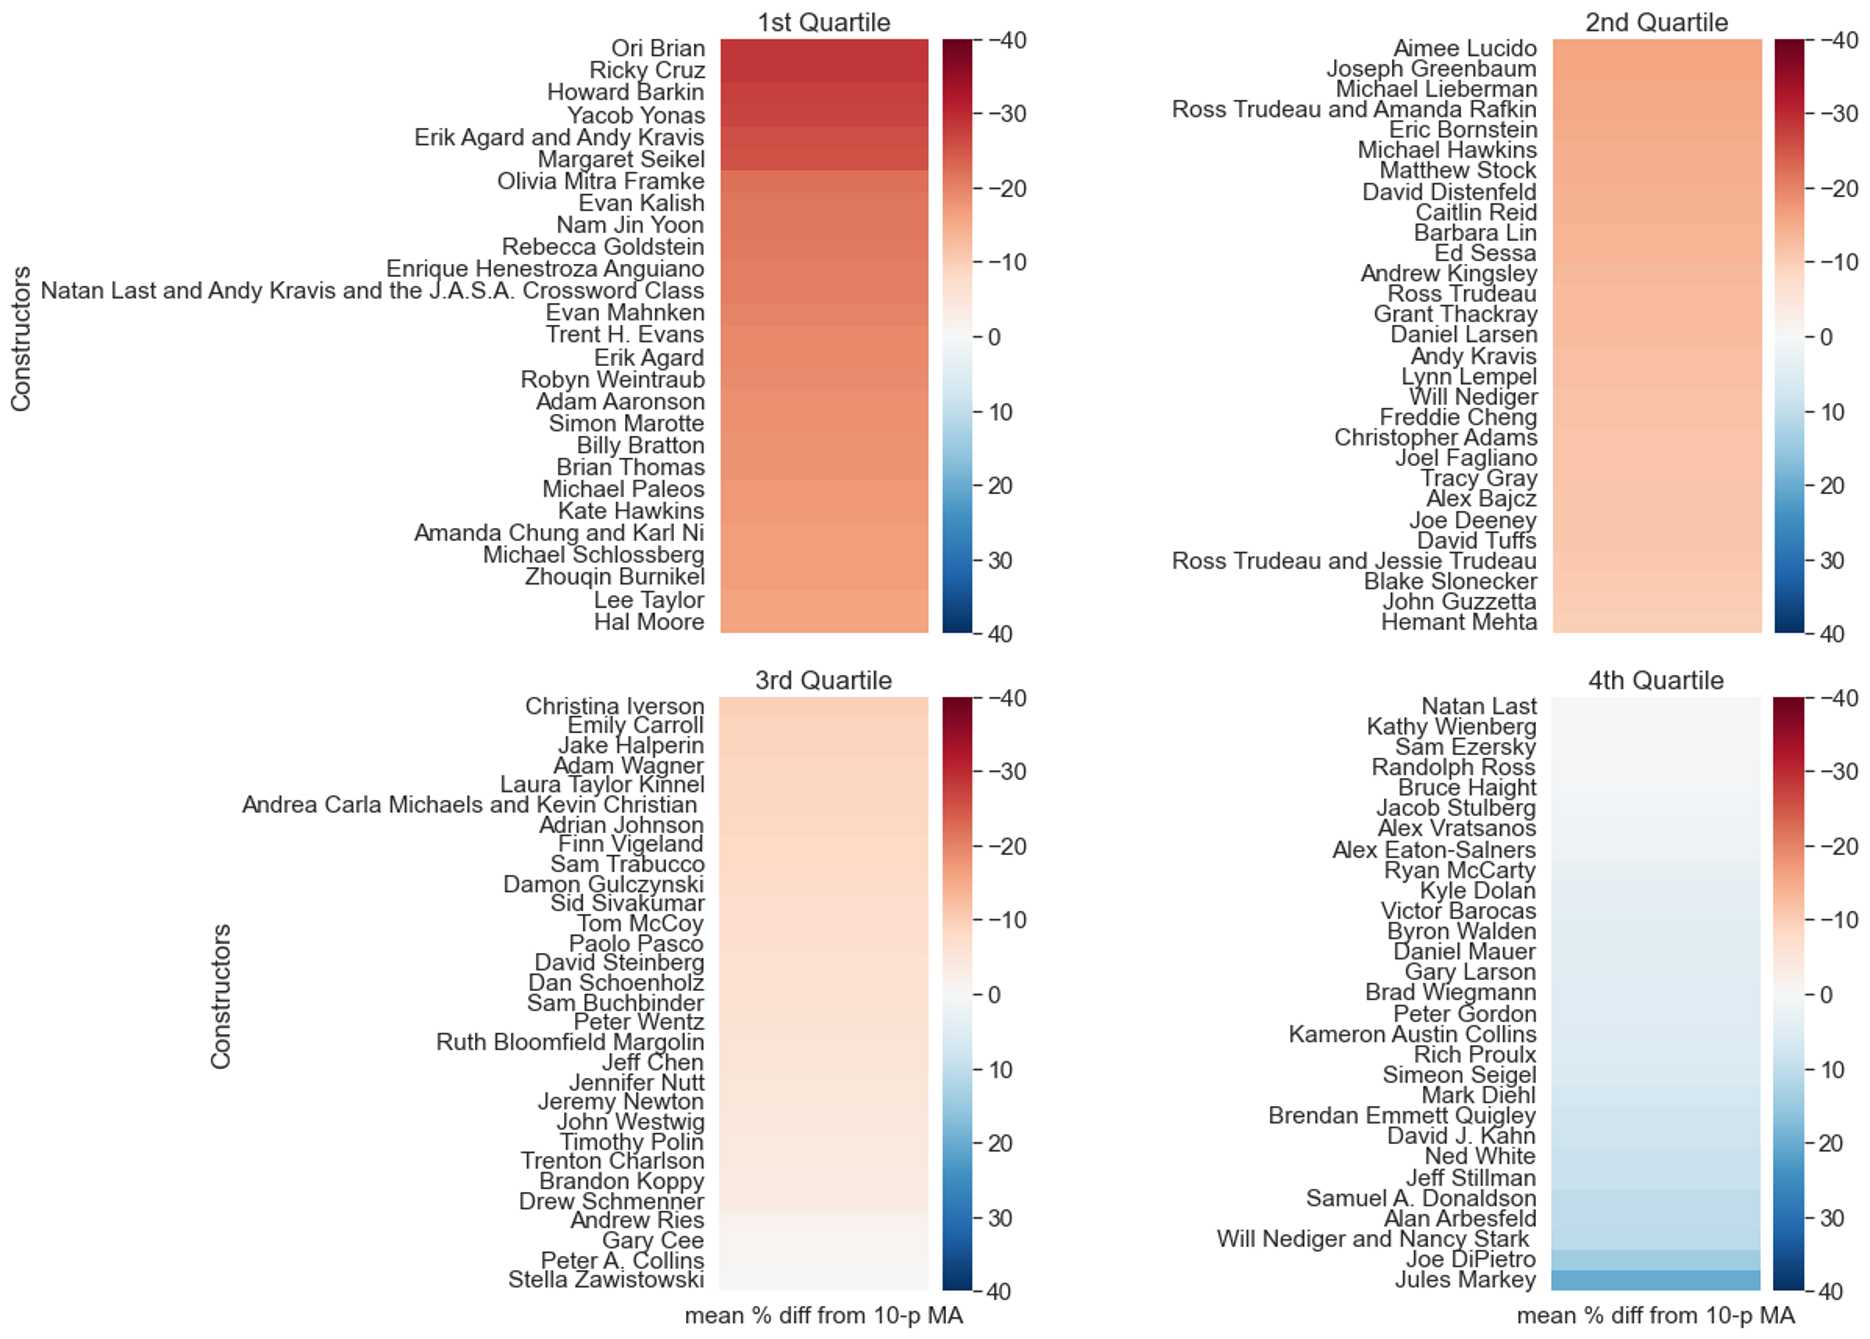 1st Quartile
Constructors
Ori Brian
Ricky Cruz
Howard Barkin
Yacob Yonas
Erik Agard and Andy Kravis
Margaret Seikel
Olivia Mitra Framke
Evan Kalish
Nam Jin Yoon
Rebecca Goldstein
Enrique Henestroza Anguiano
Natan Last and Andy Kravis and the J.A.S.A. Crossword Class
Evan Mahnken
Trent H. Evans
Erik Agard
Robyn Weintraub
Adam Aaronson
Simon Marotte
Billy Bratton
Brian Thomas
Michael Paleos
Kate Hawkins
Amanda Chung and Karl Ni
Michael Schlossberg
Zhouqin Burnikel
Lee Taylor
Hal Moore
−40
−30
−20
−10
0
10
20
30
40
2nd Quartile
Aimee Lucido
Joseph Greenbaum
Michael Lieberman
Ross Trudeau and Amanda Rafkin
Eric Bornstein
Michael Hawkins
Matthew Stock
David Distenfeld
Caitlin Reid
Barbara Lin
Ed Sessa
Andrew Kingsley
Ross Trudeau
Grant Thackray
Daniel Larsen
Andy Kravis
Lynn Lempel
Will Nediger
Freddie Cheng
Christopher Adams
Joel Fagliano
Tracy Gray
Alex Bajcz
Joe Deeney
David Tuffs
Ross Trudeau and Jessie Trudeau
Blake Slonecker
John Guzzetta
Hemant Mehta
−40
−30
−20
−10
0
10
20
30
40
3rd Quartile
Constructors
Christina Iverson
Emily Carroll
Jake Halperin
Adam Wagner
Laura Taylor Kinnel
Andrea Carla Michaels and Kevin Christian
Adrian Johnson
Finn Vigeland
Sam Trabucco
Damon Gulczynski
Sid Sivakumar
Tom McCoy
Paolo Pasco
David Steinberg
Dan Schoenholz
Sam Buchbinder
Peter Wentz
Ruth Bloomfield Margolin
Jeff Chen
Jennifer Nutt
Jeremy Newton
John Westwig
Timothy Polin
Trenton Charlson
Brandon Koppy
Drew Schmenner
Andrew Ries
Gary Cee
Peter A. Collins
Stella Zawistowski
mean % diff from 10-p MA
−40
−30
−20
−10
0
10
20
30
40
4th Quartile
Natan Last
Kathy Wienberg
Sam Ezersky
Randolph Ross
Bruce Haight
Jacob Stulberg
Alex Vratsanos
Alex Eaton-Salners
Ryan McCarty
Kyle Dolan
Victor Barocas
Byron Walden
Daniel Mauer
Gary Larson
Brad Wiegmann
Peter Gordon
Kameron Austin Collins
Rich Proulx
Simeon Seigel
Mark Diehl
Brendan Emmett Quigley
David J. Kahn
Ned White
Jeff Stillman
Samuel A. Donaldson
Alan Arbesfeld
Will Nediger and Nancy Stark
Joe DiPietro
Jules Markey
mean % diff from 10-p MA
−40
−30
−20
−10
0
10
20
30
40